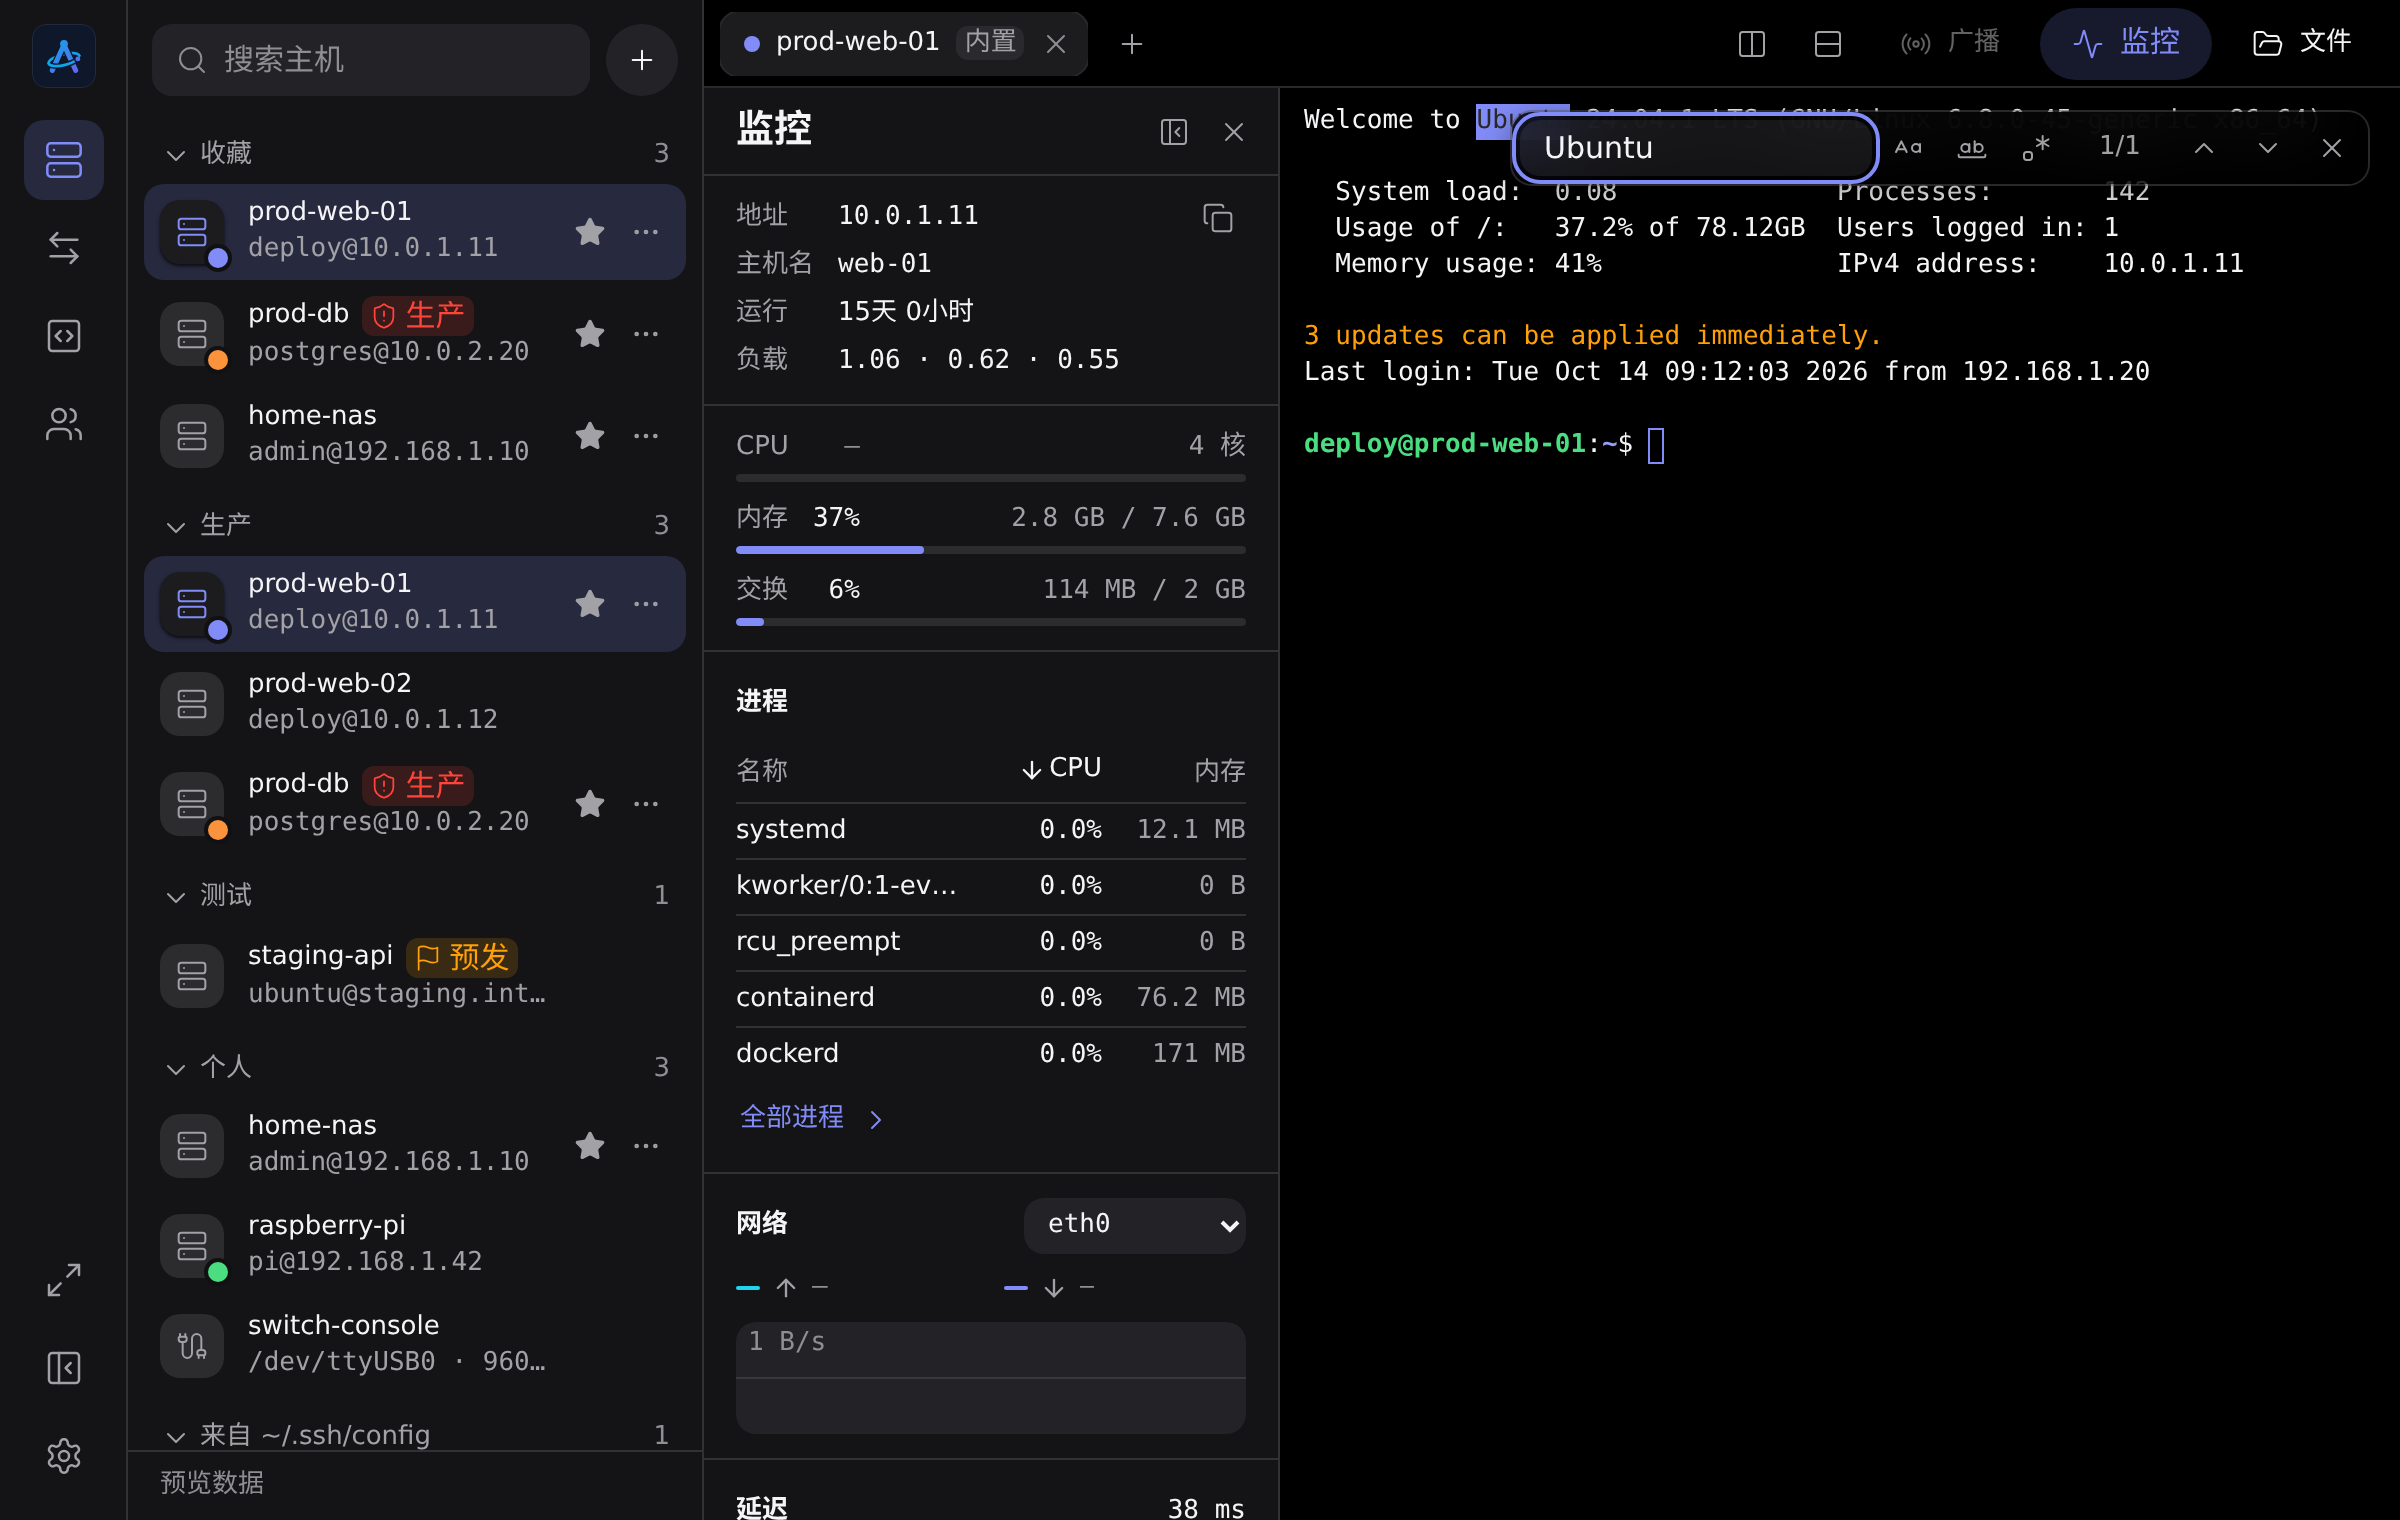 搜索主机
收藏 3
prod-web-01
deploy@10.0.1.11
prod-db 生产
postgres@10.0.2.20
home-nas
admin@192.168.1.10
生产 3
prod-web-01
deploy@10.0.1.11
prod-web-02
deploy@10.0.1.12
prod-db 生产
postgres@10.0.2.20
测试 1
staging-api 预发
ubuntu@staging.int…
个人 3
home-nas
admin@192.168.1.10
raspberry-pi
pi@192.168.1.42
switch-console
/dev/ttyUSB0 · 960…
来自 ~/.ssh/config 1
预览数据
prod-web-01 内置
广播 监控 文件
监控
地址 10.0.1.11
主机名 web-01
运行 15天 0小时
负载 1.06 · 0.62 · 0.55
CPU — 4 核
内存 37% 2.8 GB / 7.6 GB
交换 6% 114 MB / 2 GB
进程
名称 ↓ CPU 内存
systemd 0.0% 12.1 MB
kworker/0:1-ev… 0.0% 0 B
rcu_preempt 0.0% 0 B
containerd 0.0% 76.2 MB
dockerd 0.0% 171 MB
全部进程
网络 eth0
↑ — ↓ —
1 B/s
延迟 38 ms
Welcome to Ubuntu 24.04.1 LTS (GNU/Linux 6.8.0-45-generic x86_64)
Ubuntu Aa ab .* 1/1
System load: 0.08 Processes: 142
Usage of /: 37.2% of 78.12GB Users logged in: 1
Memory usage: 41% IPv4 address: 10.0.1.11
3 updates can be applied immediately.
Last login: Tue Oct 14 09:12:03 2026 from 192.168.1.20
deploy@prod-web-01:~$